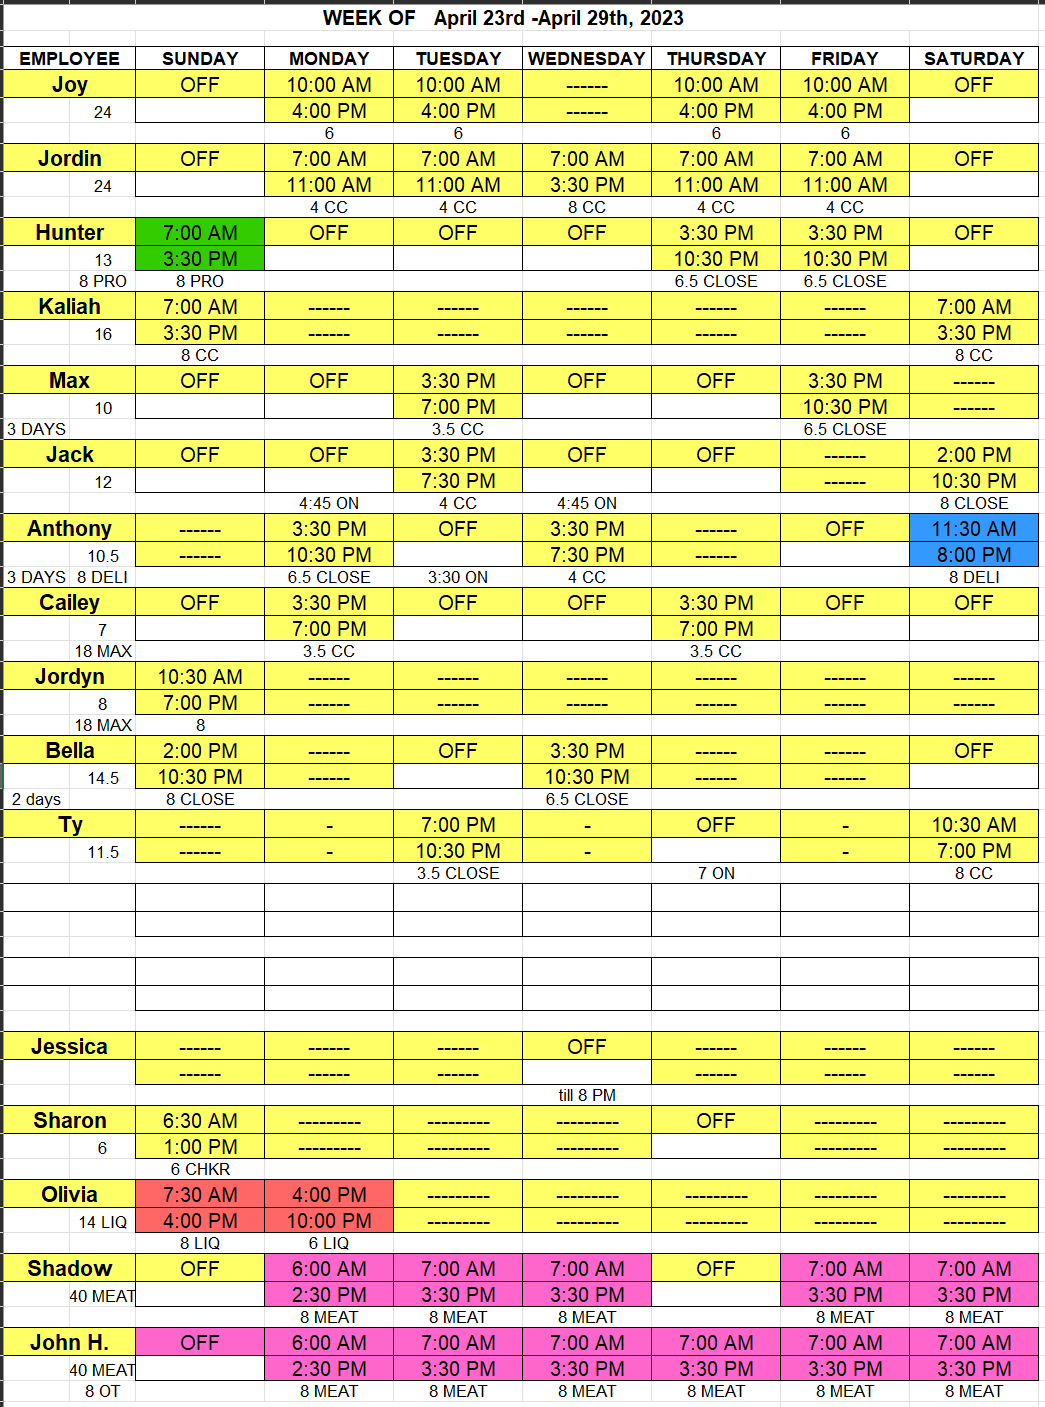 WEEK OF April 23rd -April 29th, 2023
EMPLOYEE SUNDAY MONDAY TUESDAY WEDNESDAY THURSDAY FRIDAY SATURDAY
Joy OFF 10:00 AM 10:00 AM ------ 10:00 AM 10:00 AM OFF
24 4:00 PM 4:00 PM ------ 4:00 PM 4:00 PM
6 6 6 6
Jordin OFF 7:00 AM 7:00 AM 7:00 AM 7:00 AM 7:00 AM OFF
24 11:00 AM 11:00 AM 3:30 PM 11:00 AM 11:00 AM
4 CC 4 CC 8 CC 4 CC 4 CC
Hunter 7:00 AM OFF OFF OFF 3:30 PM 3:30 PM OFF
13 3:30 PM 10:30 PM 10:30 PM
8 PRO 8 PRO 6.5 CLOSE 6.5 CLOSE
Kaliah 7:00 AM ------ ------ ------ ------ ------ 7:00 AM
16 3:30 PM ------ ------ ------ ------ ------ 3:30 PM
8 CC 8 CC
Max OFF OFF 3:30 PM OFF OFF 3:30 PM ------
10 7:00 PM 10:30 PM ------
3 DAYS 3.5 CC 6.5 CLOSE
Jack OFF OFF 3:30 PM OFF OFF ------ 2:00 PM
12 7:30 PM ------ 10:30 PM
4:45 ON 4 CC 4:45 ON 8 CLOSE
Anthony ------ 3:30 PM OFF 3:30 PM ------ OFF 11:30 AM
10.5 ------ 10:30 PM 7:30 PM ------ 8:00 PM
3 DAYS 8 DELI 6.5 CLOSE 3:30 ON 4 CC 8 DELI
Cailey OFF 3:30 PM OFF OFF 3:30 PM OFF OFF
7 7:00 PM 7:00 PM
18 MAX 3.5 CC 3.5 CC
Jordyn 10:30 AM ------ ------ ------ ------ ------ ------
8 7:00 PM ------ ------ ------ ------ ------ ------
18 MAX 8
Bella 2:00 PM ------ OFF 3:30 PM ------ ------ OFF
14.5 10:30 PM ------ 10:30 PM ------ ------
2 days 8 CLOSE 6.5 CLOSE
Ty ------ - 7:00 PM - OFF - 10:30 AM
11.5 ------ - 10:30 PM - - 7:00 PM
3.5 CLOSE 7 ON 8 CC
Jessica ------ ------ ------ OFF ------ ------ ------
------ ------ ------ ------ ------ ------
till 8 PM
Sharon 6:30 AM --------- --------- --------- OFF --------- ---------
6 1:00 PM --------- --------- --------- --------- ---------
6 CHKR
Olivia 7:30 AM 4:00 PM --------- --------- --------- --------- ---------
14 LIQ 4:00 PM 10:00 PM --------- --------- --------- --------- ---------
8 LIQ 6 LIQ
Shadow OFF 6:00 AM 7:00 AM 7:00 AM OFF 7:00 AM 7:00 AM
40 MEAT 2:30 PM 3:30 PM 3:30 PM 3:30 PM 3:30 PM
8 MEAT 8 MEAT 8 MEAT 8 MEAT 8 MEAT
John H. OFF 6:00 AM 7:00 AM 7:00 AM 7:00 AM 7:00 AM 7:00 AM
40 MEAT 2:30 PM 3:30 PM 3:30 PM 3:30 PM 3:30 PM 3:30 PM
8 OT 8 MEAT 8 MEAT 8 MEAT 8 MEAT 8 MEAT 8 MEAT